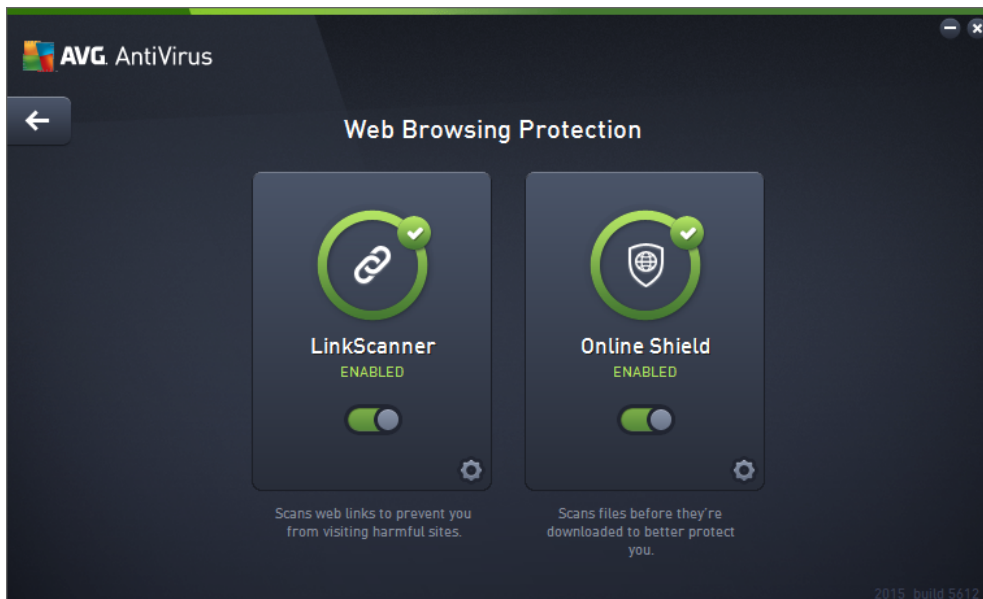 AVG. AntiVirus
Web Browsing Protection
LinkScanner
ENABLED
Scans web links to prevent you
from visiting harmful sites.
Online Shield
ENABLED
Scans files before they're
downloaded to better protect
you.
2015 build 5612